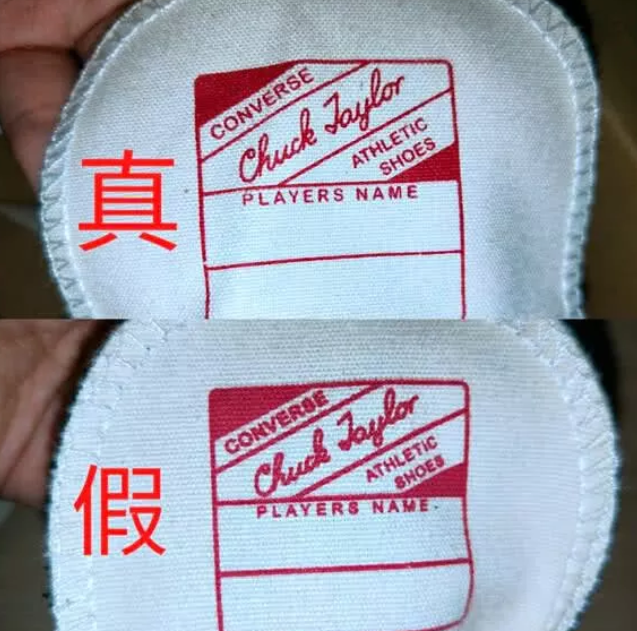 CONVERSE
Chuck Taylor
ATHLETIC
SHOES
PLAYERS NAME
真
CONVERSE
Chuck Taylor
ATHLETIC
SHOES
PLAYERS NAME.
假